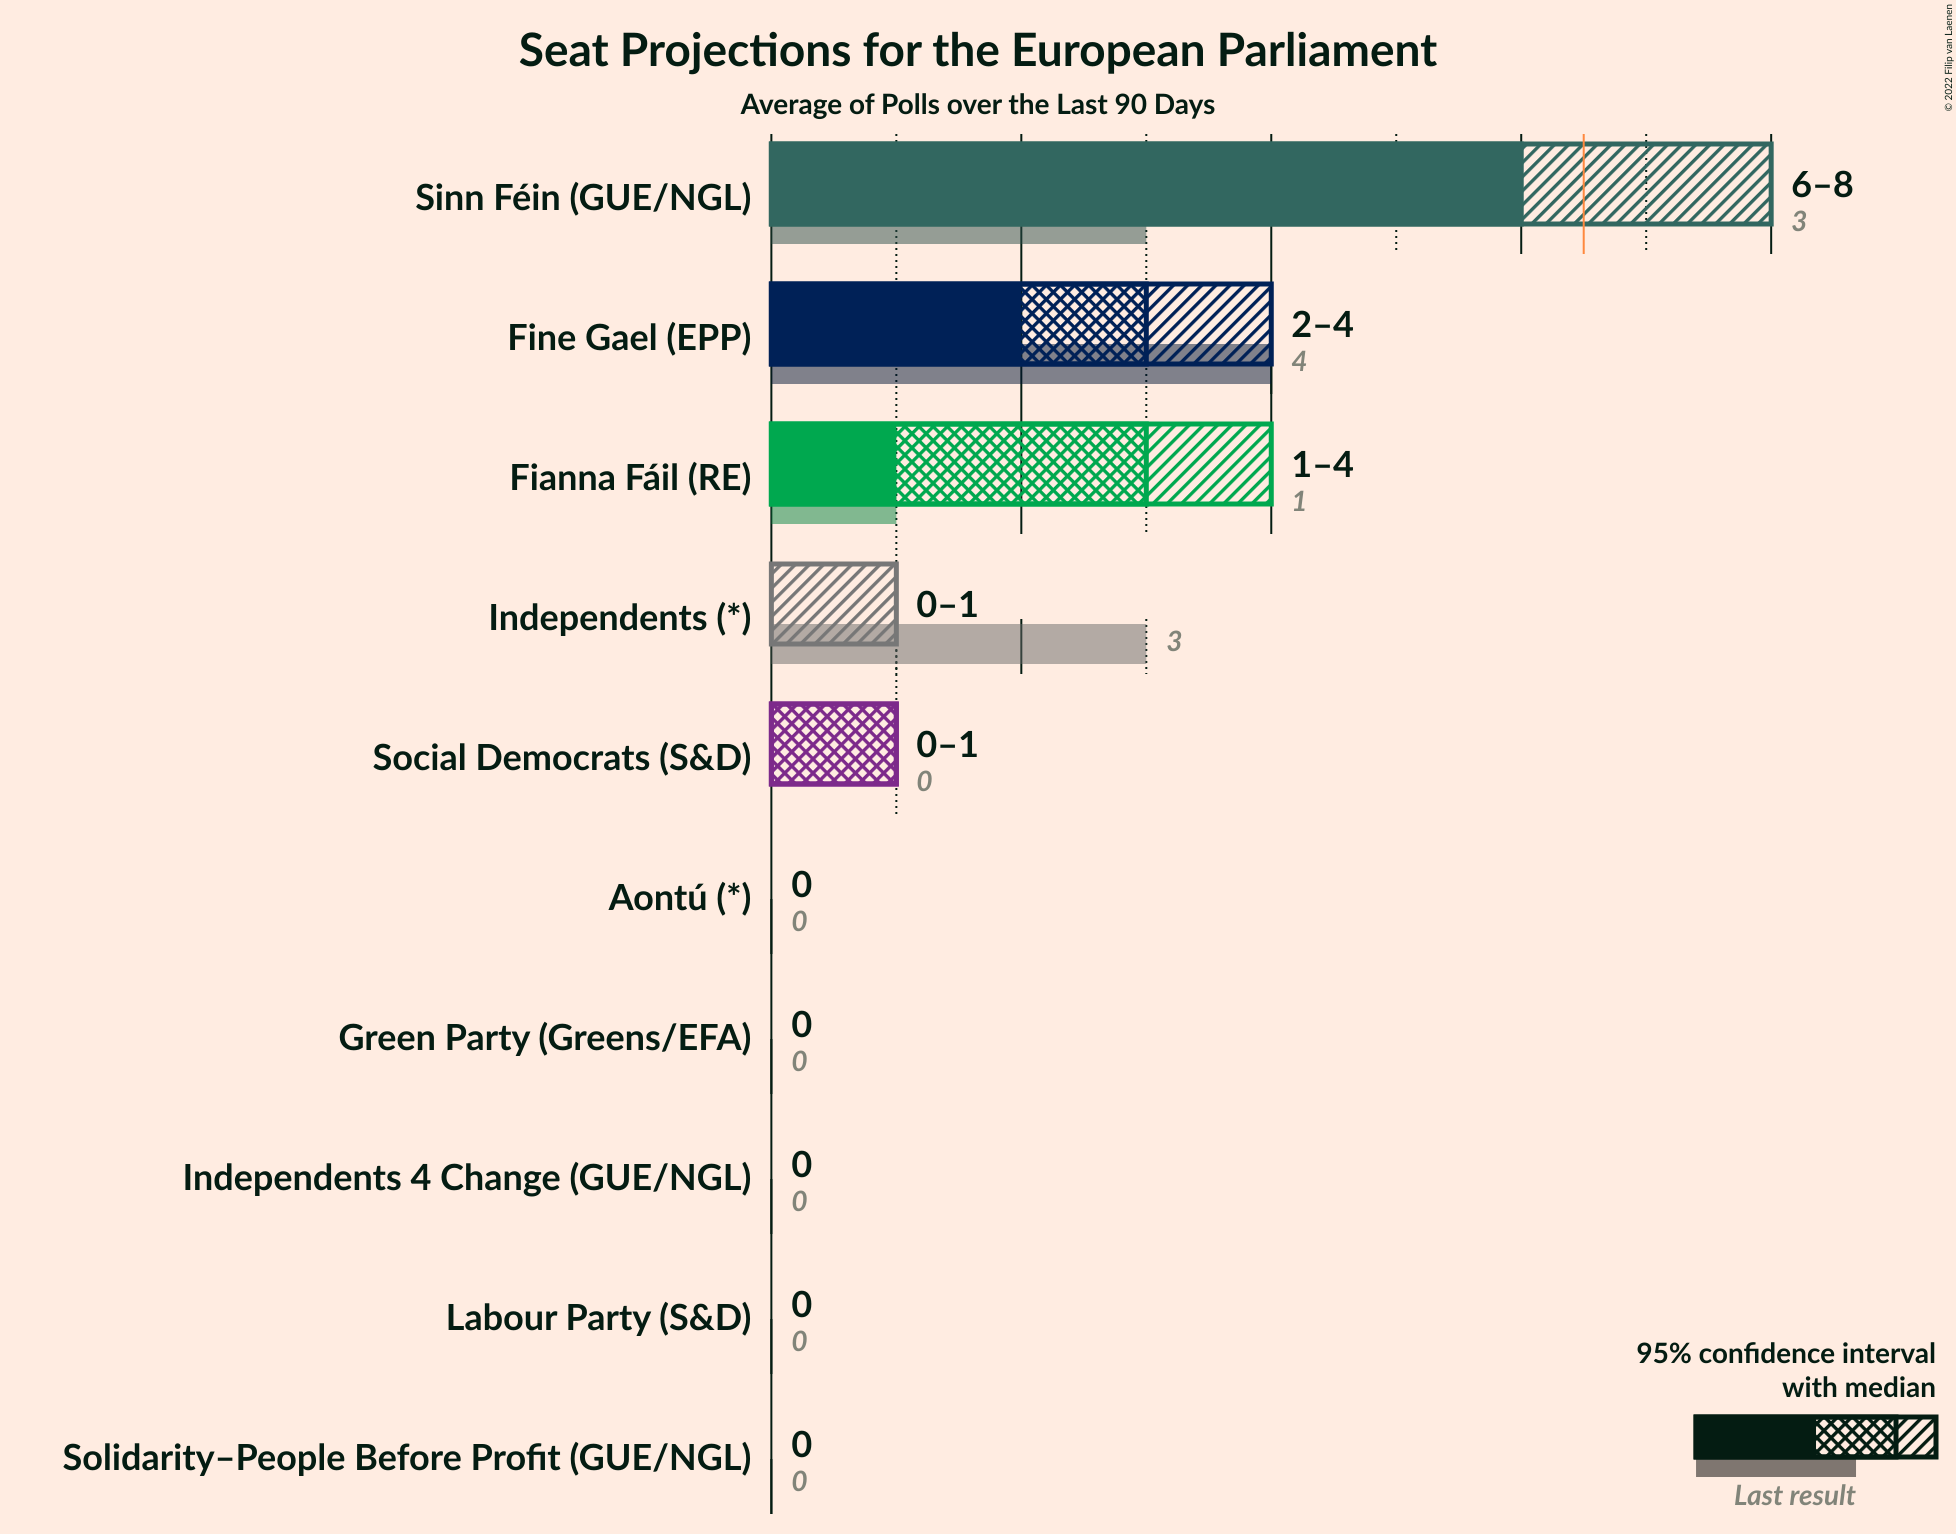 Seat Projections for the European Parliament
Average of Polls over the Last 90 Days
© 2022 Filip van Laenen
Sinn Féin (GUE/NGL)
6–8
3
Fine Gael (EPP)
2–4
4
Fianna Fáil (RE)
1–4
1
Independents (*)
0–1
3
Social Democrats (S&D)
0–1
0
Aontú (*)
0
0
Green Party (Greens/EFA)
0
0
Independents 4 Change (GUE/NGL)
0
0
Labour Party (S&D)
0
0
Solidarity–People Before Profit (GUE/NGL)
0
0
95% confidence interval
with median
Last result